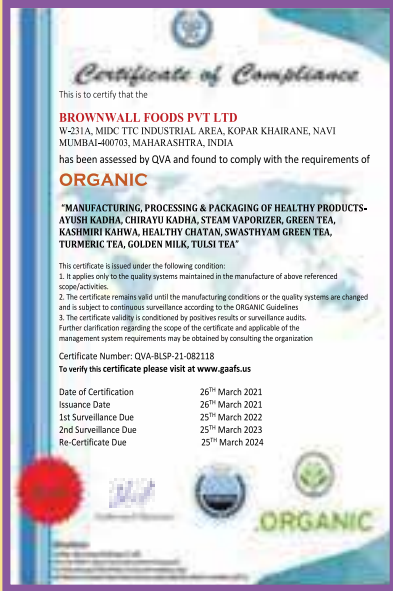 Certificate of Compliance
This is to certify that the
BROWNWALL FOODS PVT LTD
W-231A, MIDC TTC INDUSTRIAL AREA, KOPAR KHAIRANE, NAVI
MUMBAI-400703, MAHARASHTRA, INDIA
has been assessed by QVA and found to comply with the requirements of
ORGANIC
“MANUFACTURING, PROCESSING & PACKAGING OF HEALTHY PRODUCTS-
AYUSH KADHA, CHIRAYU KADHA, STEAM VAPORIZER, GREEN TEA,
KASHMIRI KAHWA, HEALTHY CHATAN, SWASTHYAM GREEN TEA,
TURMERIC TEA, GOLDEN MILK, TULSI TEA”
This certificate is issued under the following condition:
1. It applies only to the quality systems maintained in the manufacture of above referenced
scope/activities.
2. The certificate remains valid until the manufacturing conditions or the quality systems are changed
and is subject to continuous surveillance according to the ORGANIC Guidelines
3. The certificate validity is conditioned by positives results or surveillance audits.
Further clarification regarding the scope of the certificate and applicable of the
management system requirements may be obtained by consulting the organization
Certificate Number: QVA-BLSP-21-082118
To verify this certificate please visit at www.gaafs.us
Date of Certification 26TH March 2021
Issuance Date 26TH March 2021
1st Surveillance Due 25TH March 2022
2nd Surveillance Due 25TH March 2023
Re-Certificate Due 25TH March 2024
.ORGANIC